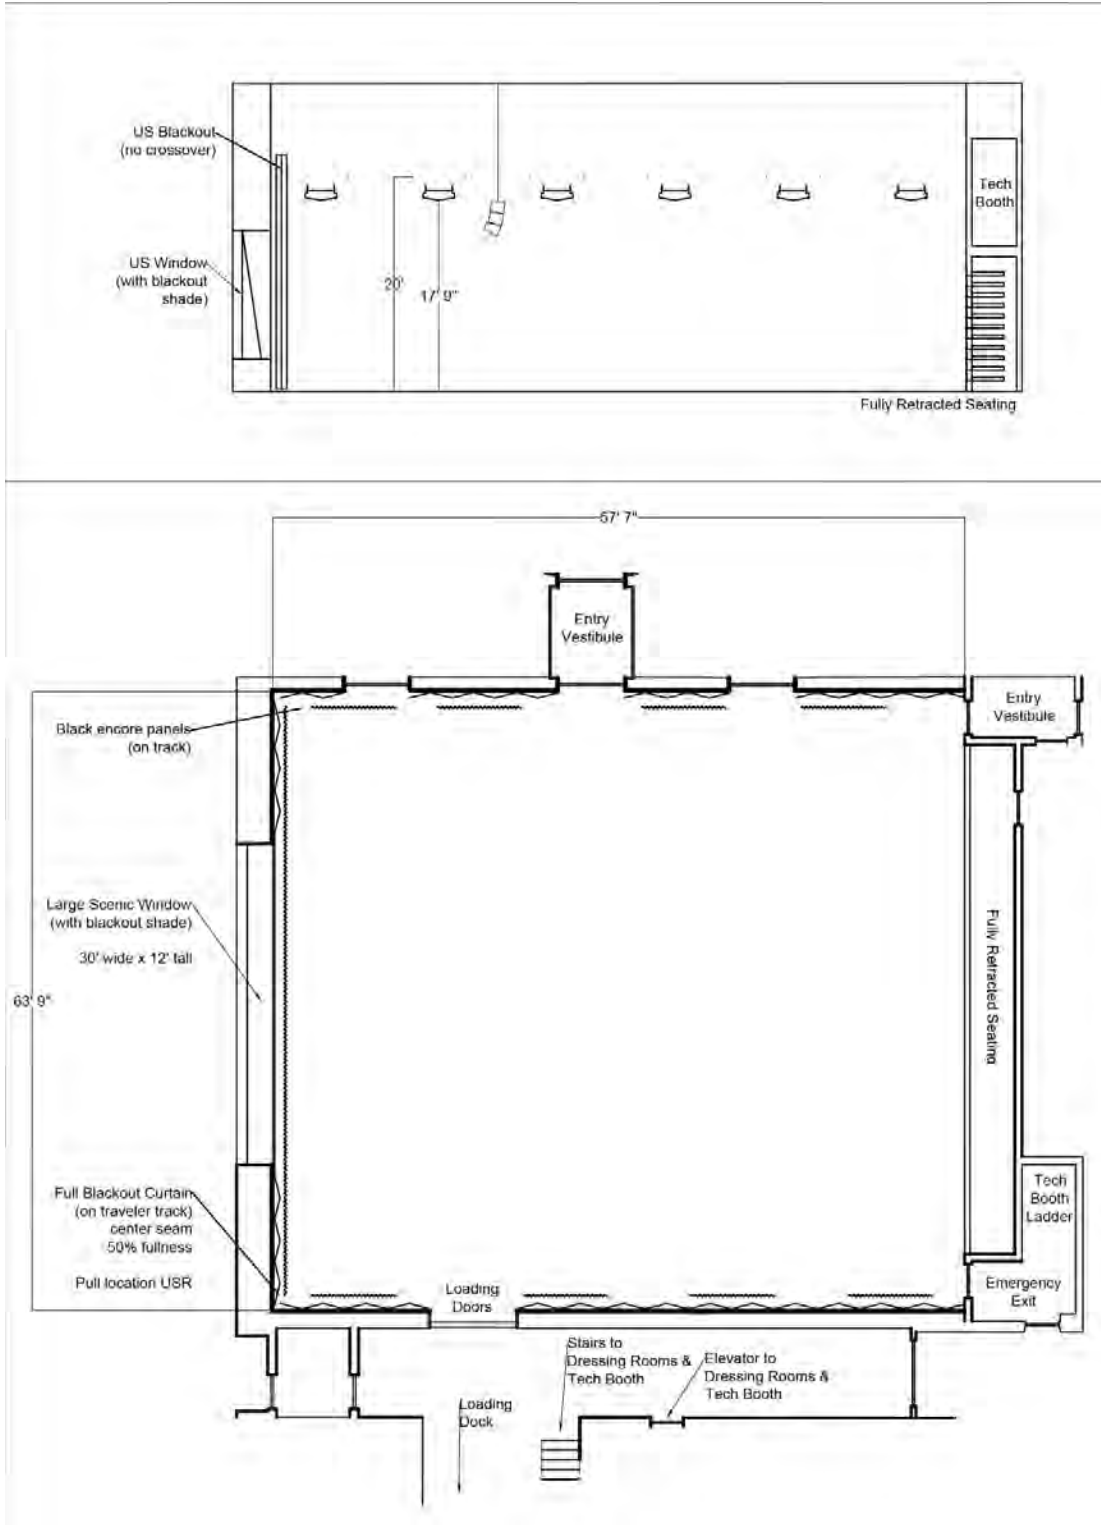 US Blackout
(no crossover)
Tech
Booth
US Window
(with blackout
shade)
20'
17' 9"
Fully Retracted Seating
57' 7"
Entry
Vestibule
Entry
Vestibule
Black encore panels
(on track)
Large Scenic Window
(with blackout shade)
30' wide x 12' tall
Fully Retracted Seating
63' 9"
Full Blackout Curtain
(on traveler track)
center seam
50% fullness
Pull location USR
Tech
Booth
Ladder
Loading
Doors
Emergency
Exit
Stairs to
Dressing Rooms &
Tech Booth
Elevator to
Dressing Rooms &
Tech Booth
Loading
Dock